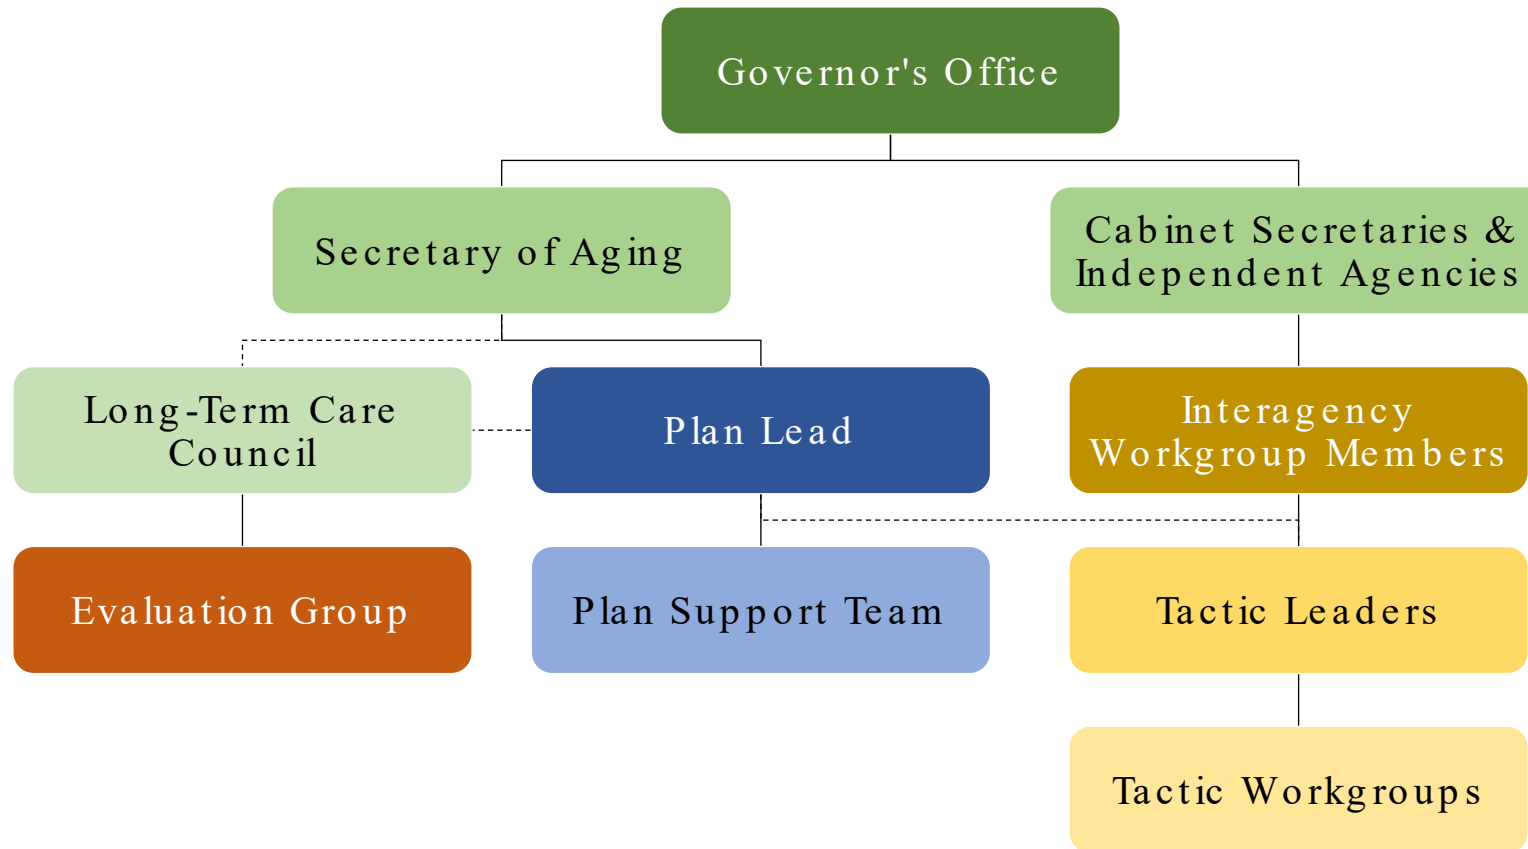 Governor's Office
Secretary of Aging
Cabinet Secretaries &
Independent Agencies
Long-Term Care
Council
Plan Lead
Interagency
Workgroup Members
Evaluation Group
Plan Support Team
Tactic Leaders
Tactic Workgroups